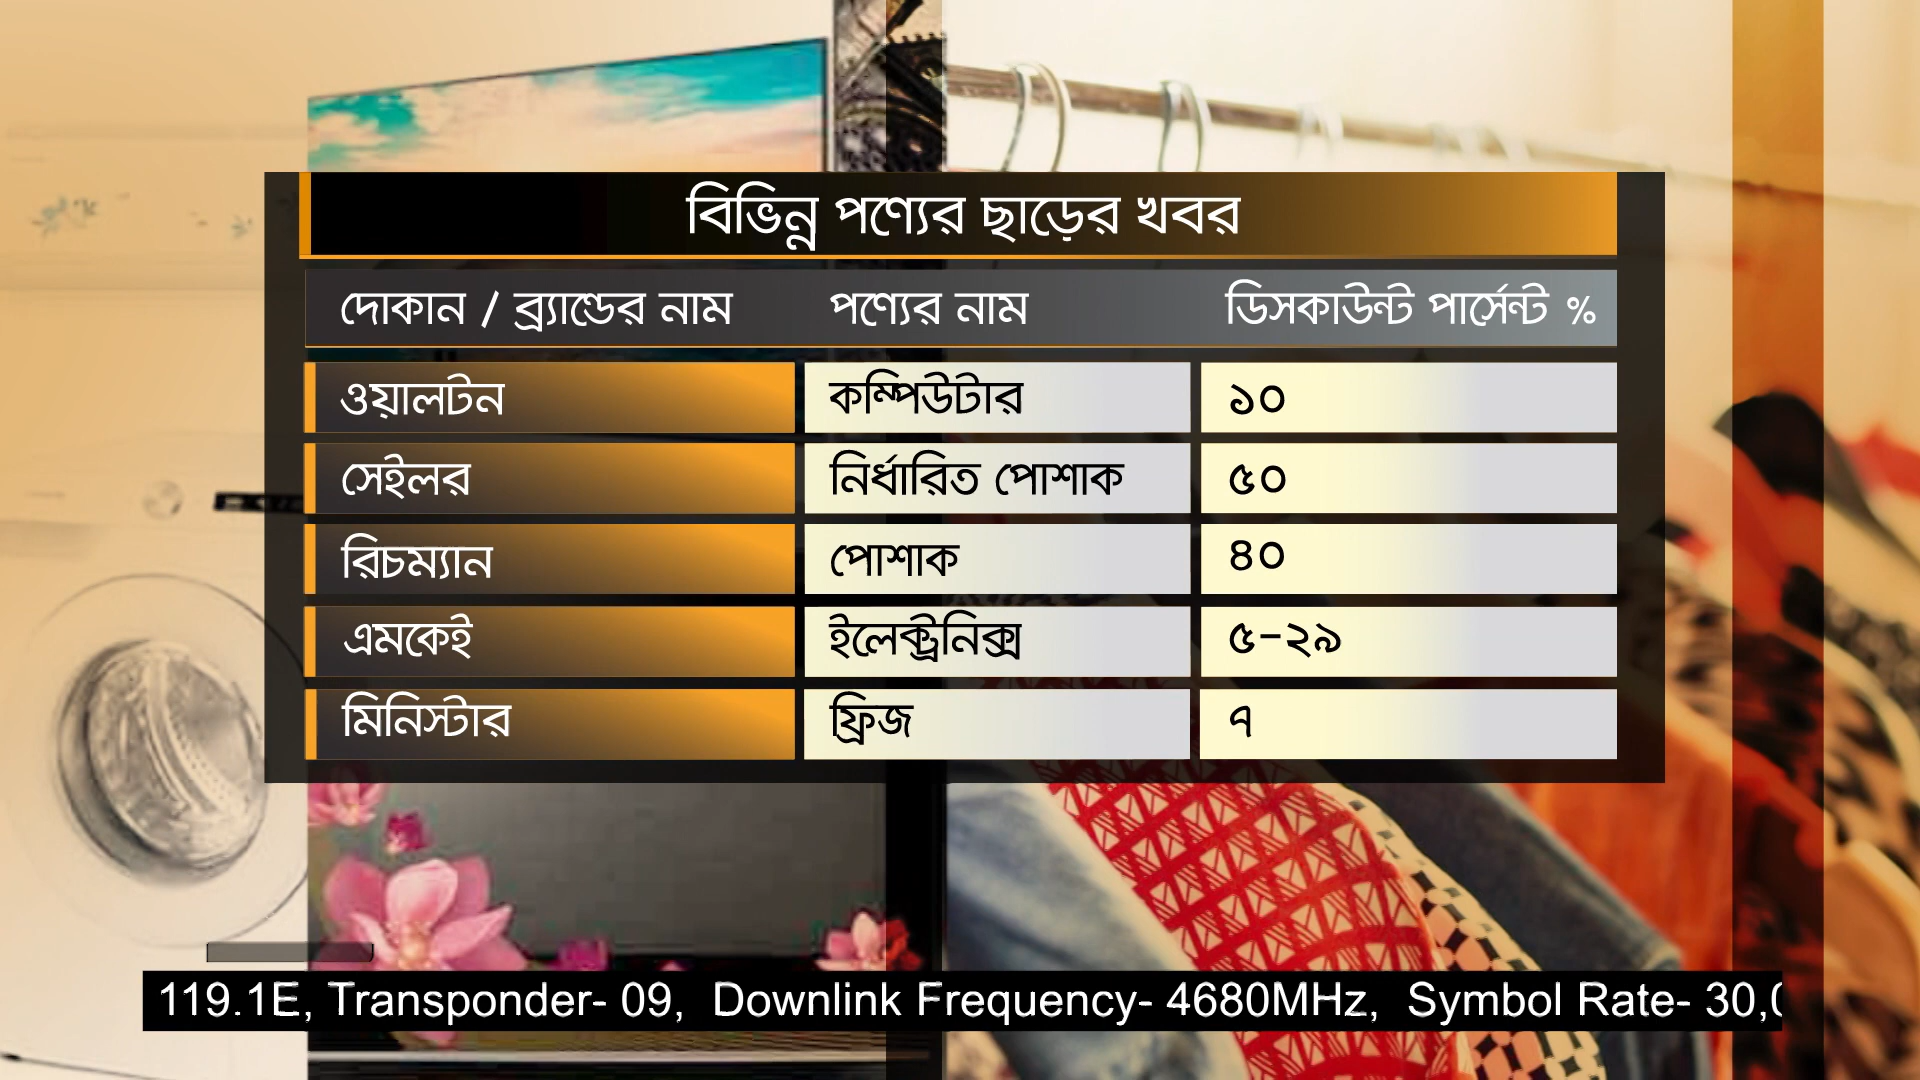 বিভিন্ন পণ্যের ছাড়ের খবর
দোকান / ব্র্যান্ডের নাম পণ্যের নাম ডিসকাউন্ট পার্সেন্ট %
ওয়ালটন কম্পিউটার ১০
সেইলর নির্ধারিত পোশাক ৫০
রিচম্যান পোশাক ৪০
এমকেই ইলেক্ট্রনিক্স ৫-২৯
মিনিস্টার ফ্রিজ ৭
119.1E, Transponder- 09, Downlink Frequency- 4680MHz, Symbol Rate- 30,0